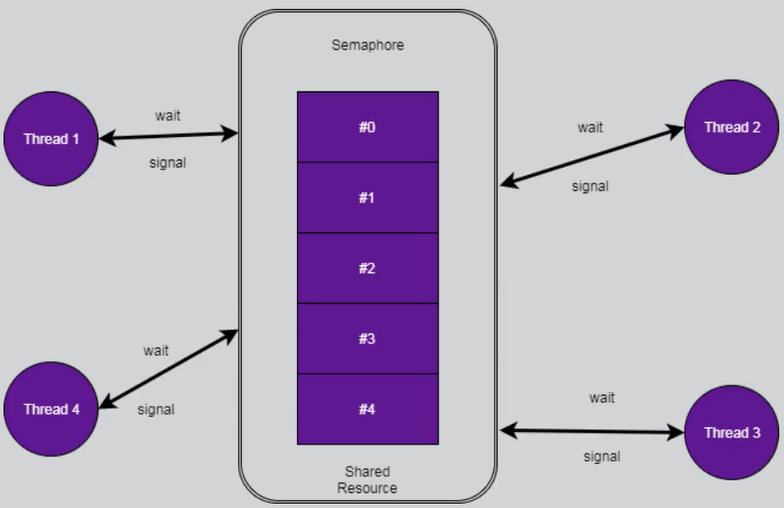 Semaphore
Thread 1
wait
signal
#0
#1
#2
#3
#4
wait
signal
Thread 2
Thread 4
wait
signal
wait
signal
Thread 3
Shared
Resource